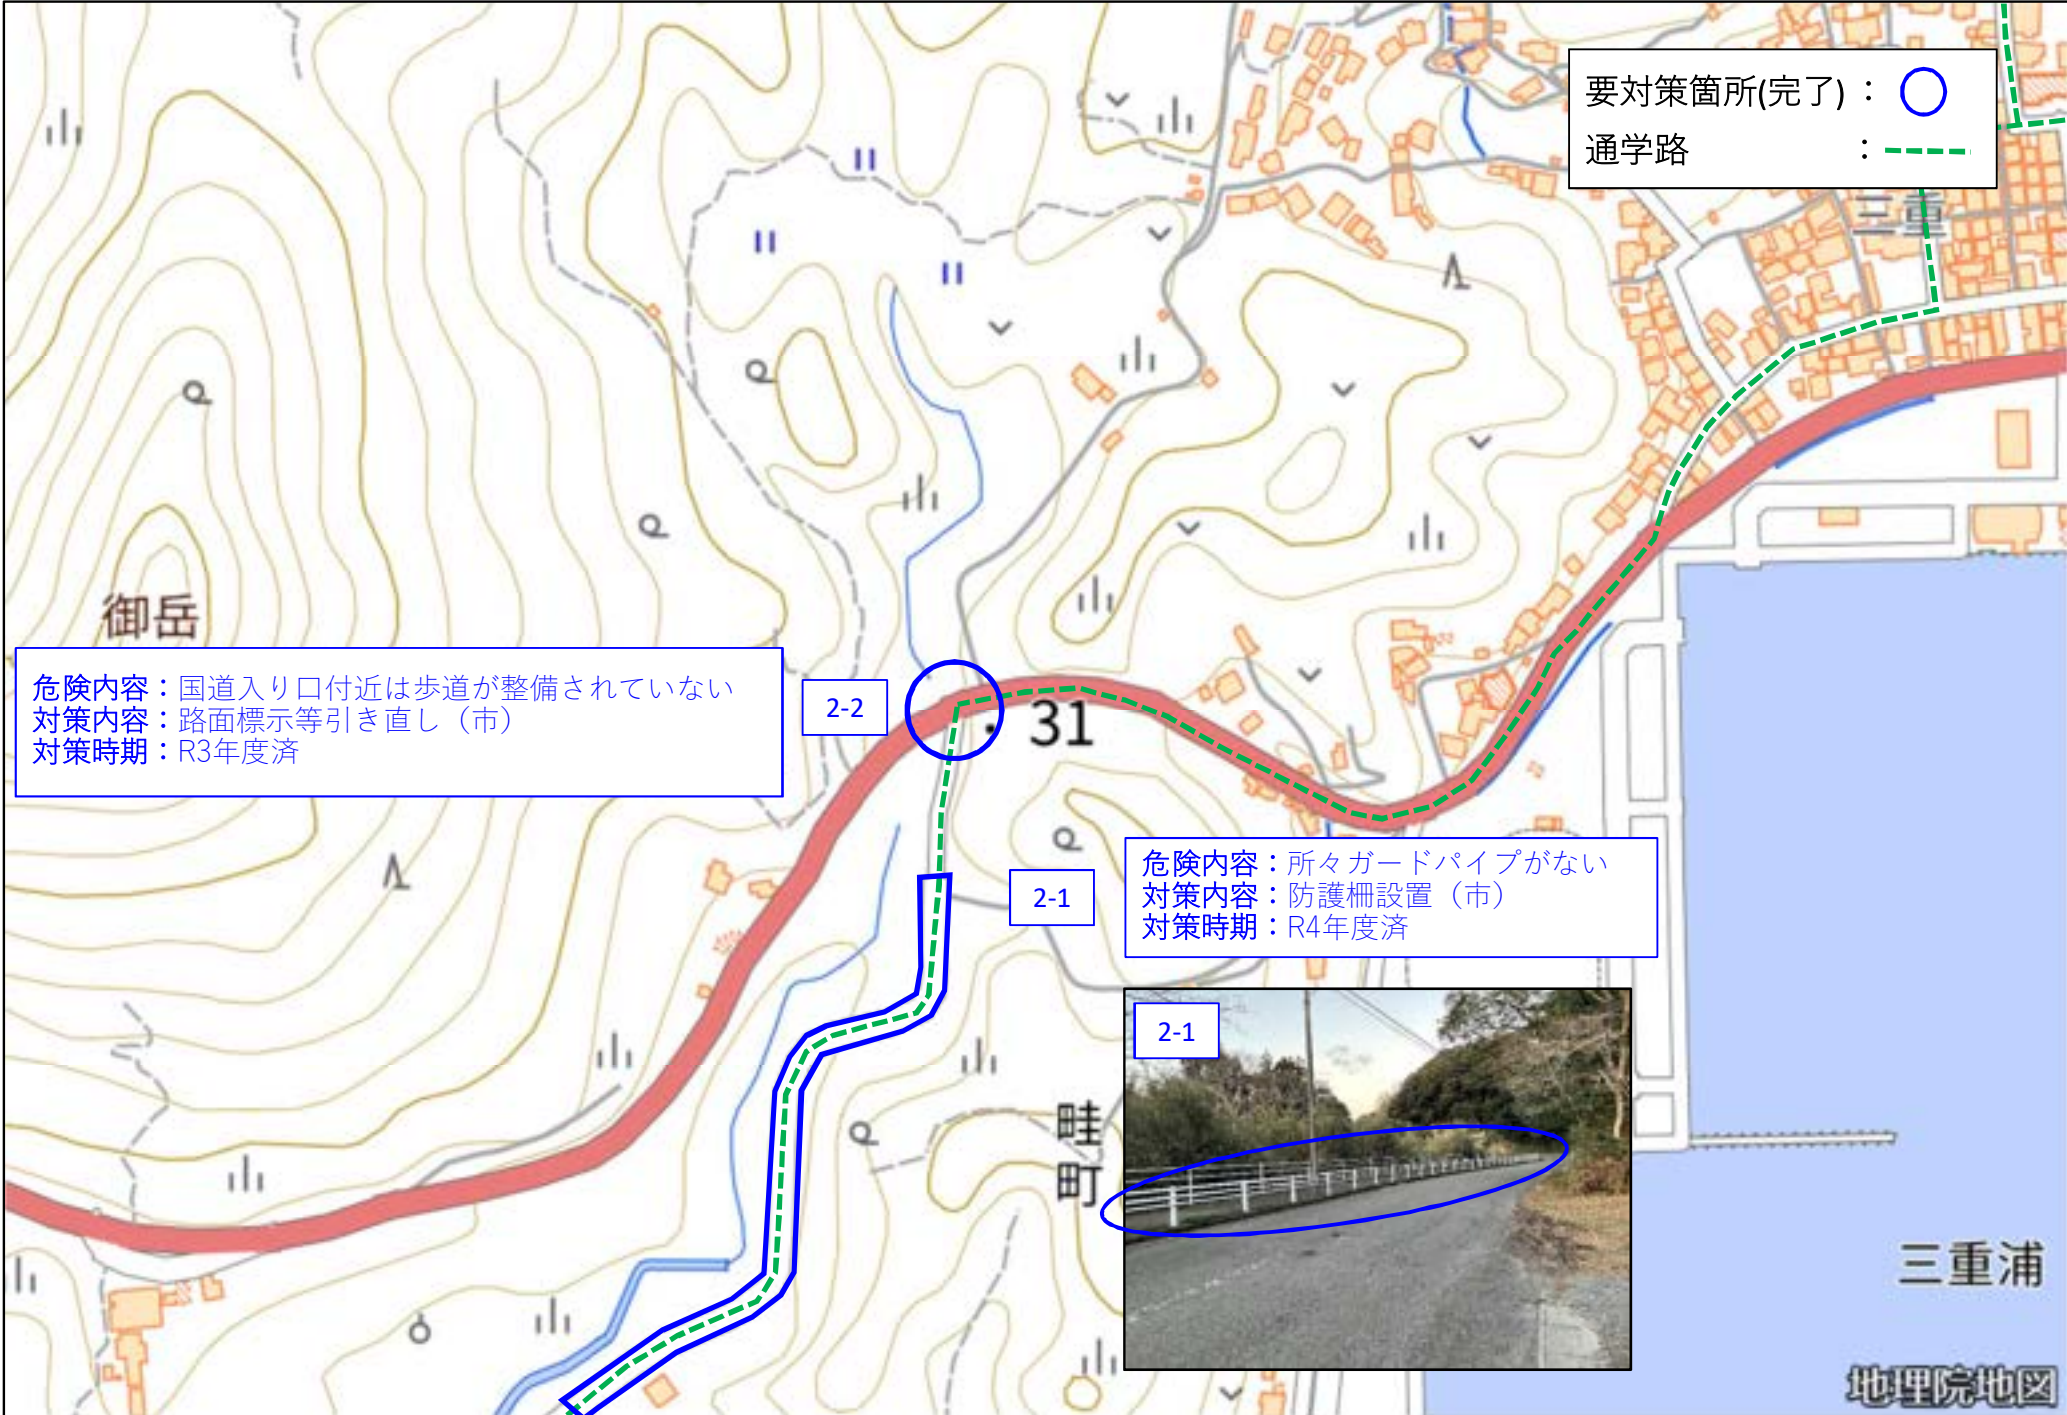 要対策箇所(完了)：
通学路：
三重
御岳
危険内容：国道入り口付近は歩道が整備されていない
対策内容：路面標示等引き直し（市）
対策時期：R3年度済
2-2
31
2-1
危険内容：所々ガードパイプがない
対策内容：防護柵設置（市）
対策時期：R4年度済
2-1
畦町
三重浦
地理院地図